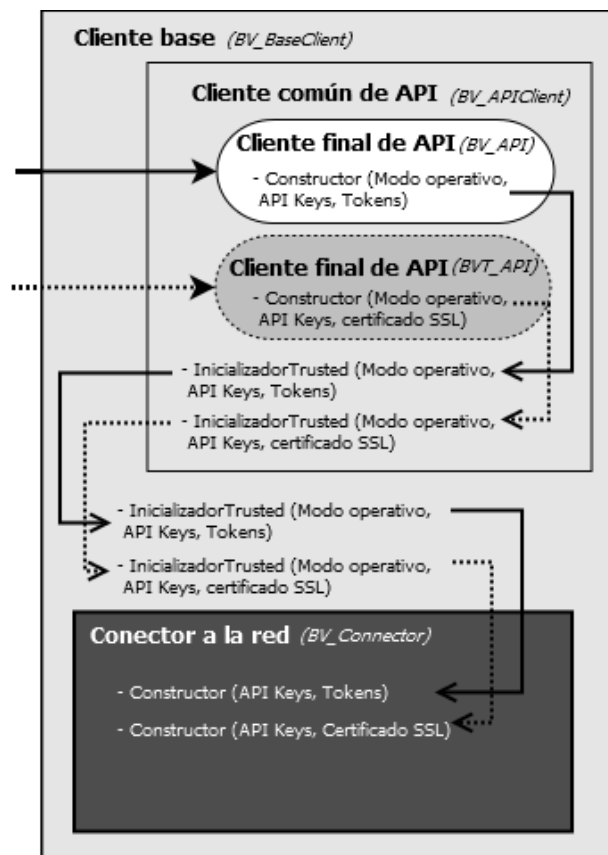 Cliente base (BV_BaseClient)
Cliente común de API (BV_APIClient)
Cliente final de API (BV_API)
- Constructor (Modo operativo,
API Keys, Tokens)
Cliente final de API (BVT_API)
- Constructor (Modo operativo,
API Keys, certificado SSL)
- InicializadorTrusted (Modo operativo,
API Keys, Tokens)
- InicializadorTrusted (Modo operativo,
API Keys, certificado SSL)
- InicializadorTrusted (Modo operativo,
API Keys, Tokens)
- InicializadorTrusted (Modo operativo,
API Keys, certificado SSL)
Conector a la red (BV_Connector)
- Constructor (API Keys, Tokens)
- Constructor (API Keys, Certificado SSL)